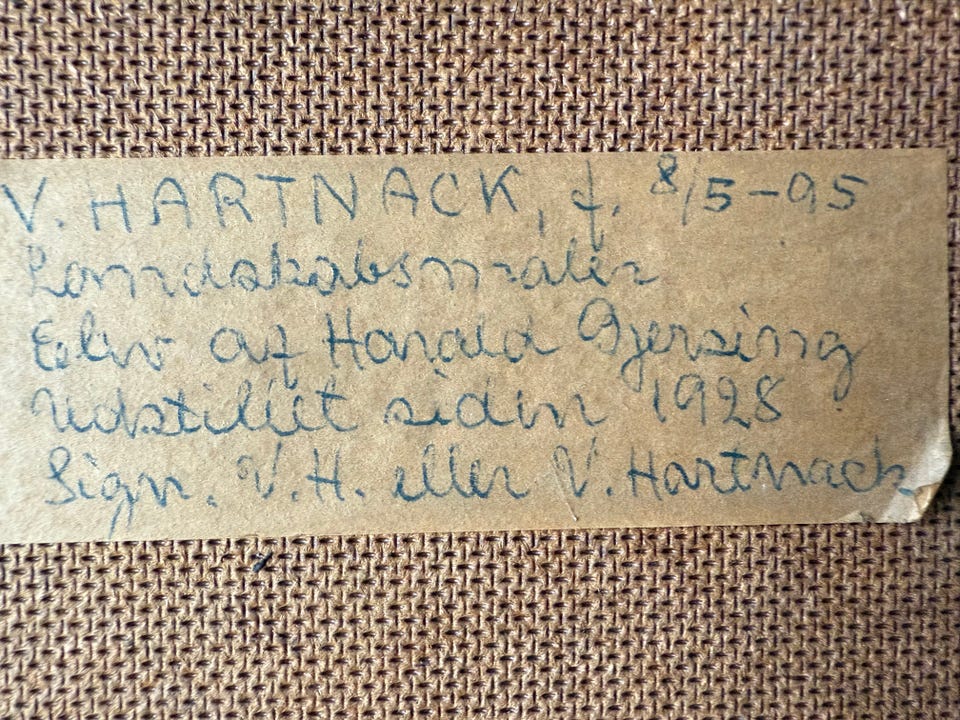 V. HARTNACK, f. 8/5-95
Landskabsmaler
Elev af Harald Gjersing
Udstillet siden 1928
Sign. V.H. eller V. Hartnack